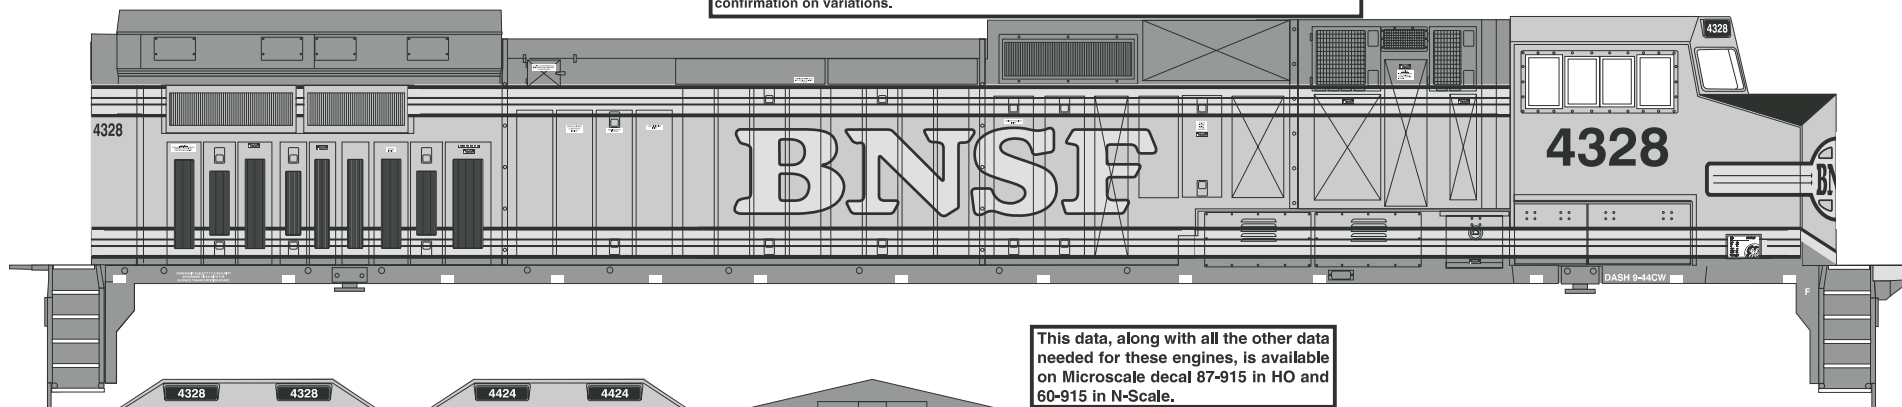 confirmation on variations.
4328
4328
BNSF
4328
BN
DASH 9-44CW
F
This data, along with all the other data
needed for these engines, is available
on Microscale decal 87-915 in HO and
60-915 in N-Scale.
4328 4328 4424 4424